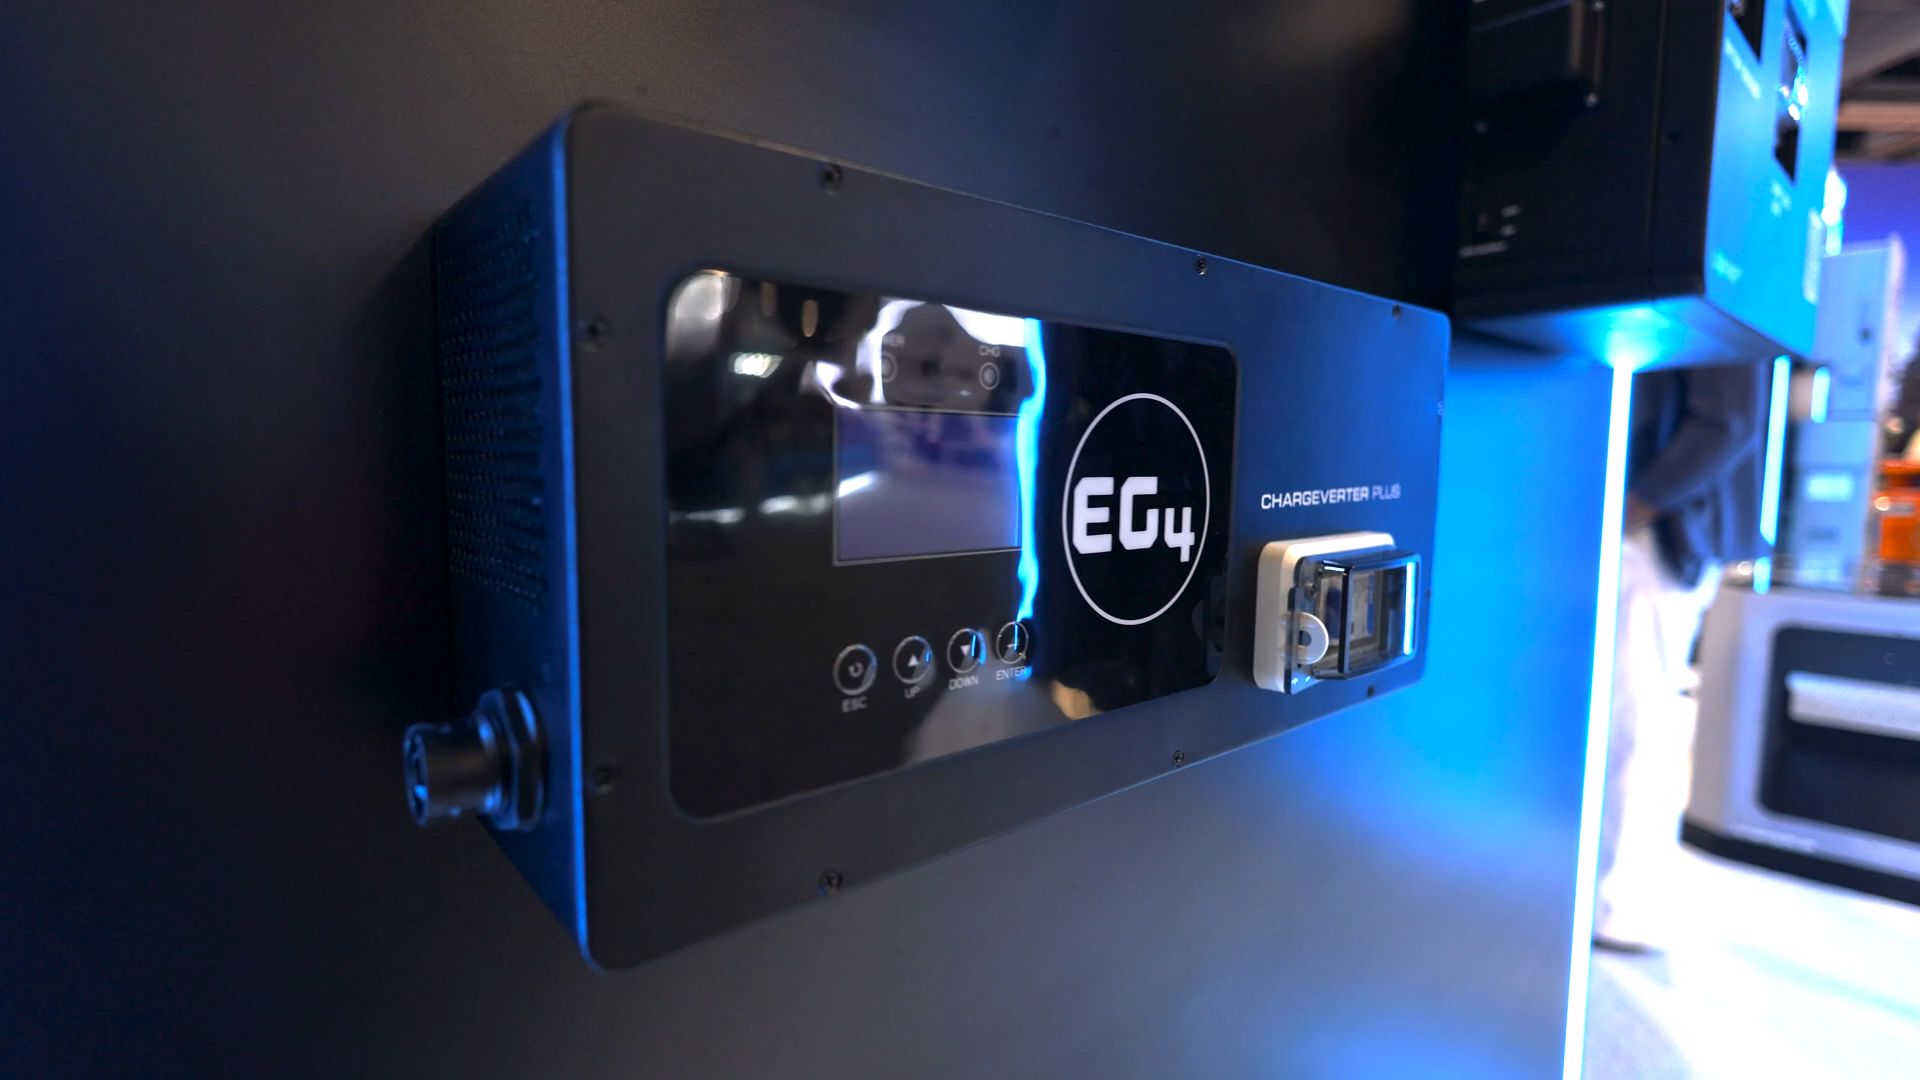 CHG
EG4
CHARGEVERTER PLUS
ESC
UP
DOWN
ENTER